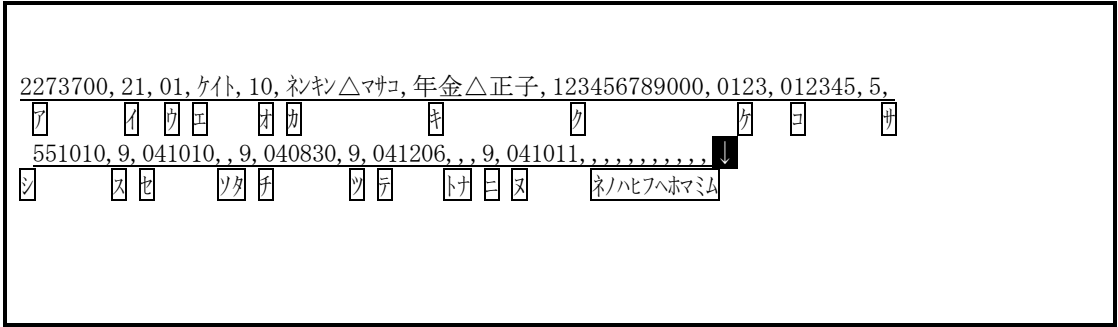 2273700,21,01,ｹｲﾄ,10,ﾈﾝｷﾝ△ﾏｻｺ,年金△正子,123456789000,0123,012345,5,
ア イ ウ エ オ カ キ ク ケ コ サ
551010,9,041010,,9,040830,9,041206,,,9,041011,,,,,,,,,,,↓
シ ス セ ソタ チ ツ テ トナ ニ ヌ ネノハヒフヘホマミム